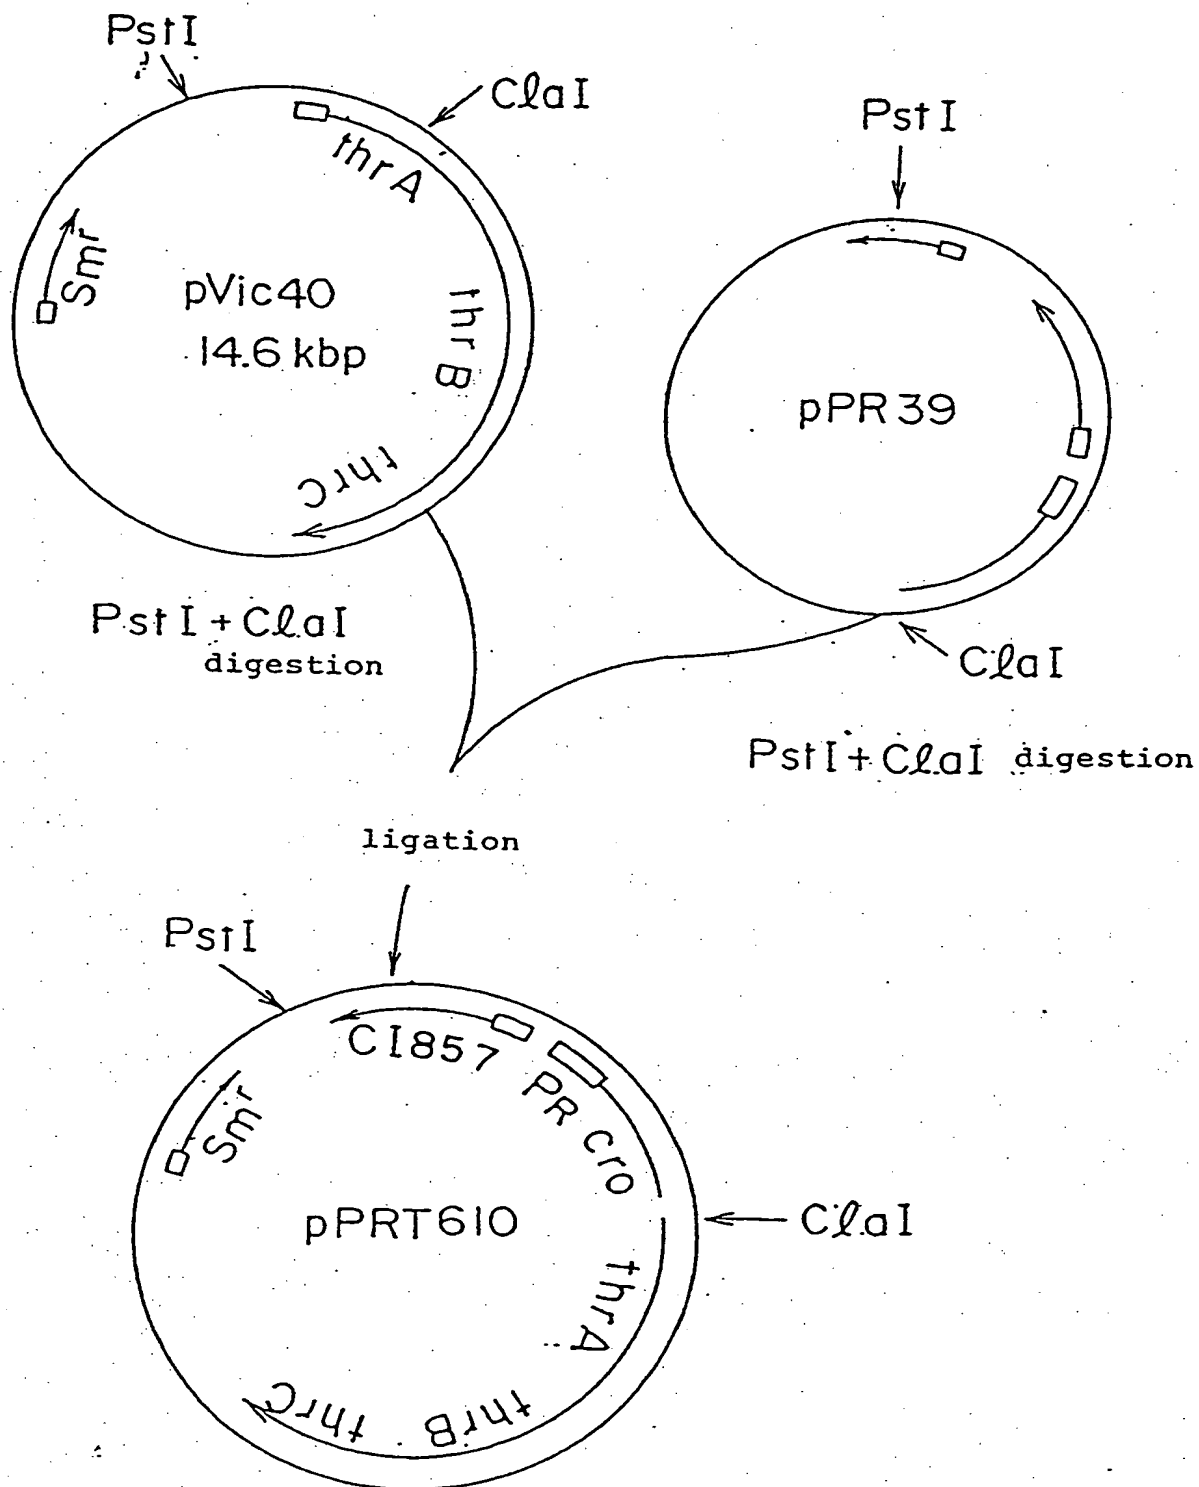 PstI
ClaI
thrA
Smʳ
pVic40
14.6 kbp
thrB
thrC
PstI + ClaI
digestion
PstI
pPR39
ClaI
PstI + ClaI digestion
ligation
PstI
CI857
PR cro
Smʳ
pPRT610
ClaI
thrA
thrB
thrC